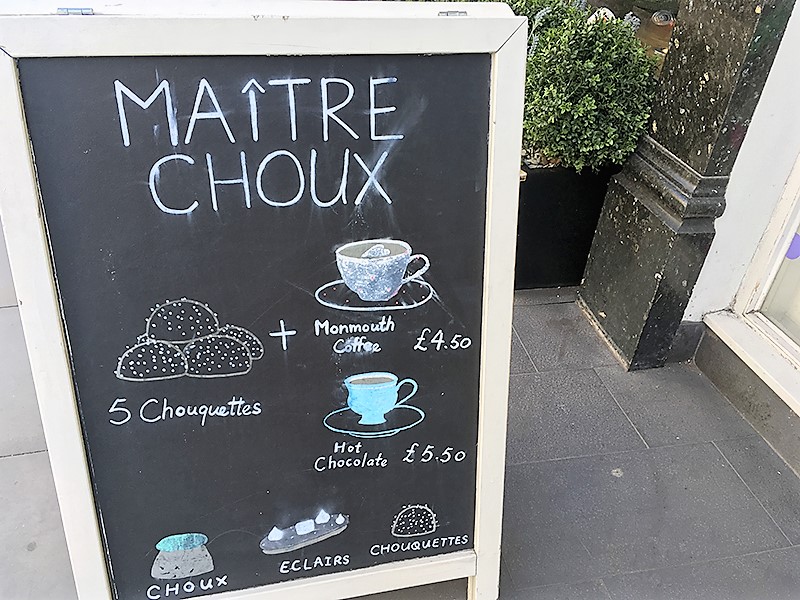 MAÎTRE
CHOUX
5 Chouquettes
+
Monmouth
Coffee
£4.50
Hot
Chocolate
£5.50
CHOUX
ECLAIRS
CHOUQUETTES